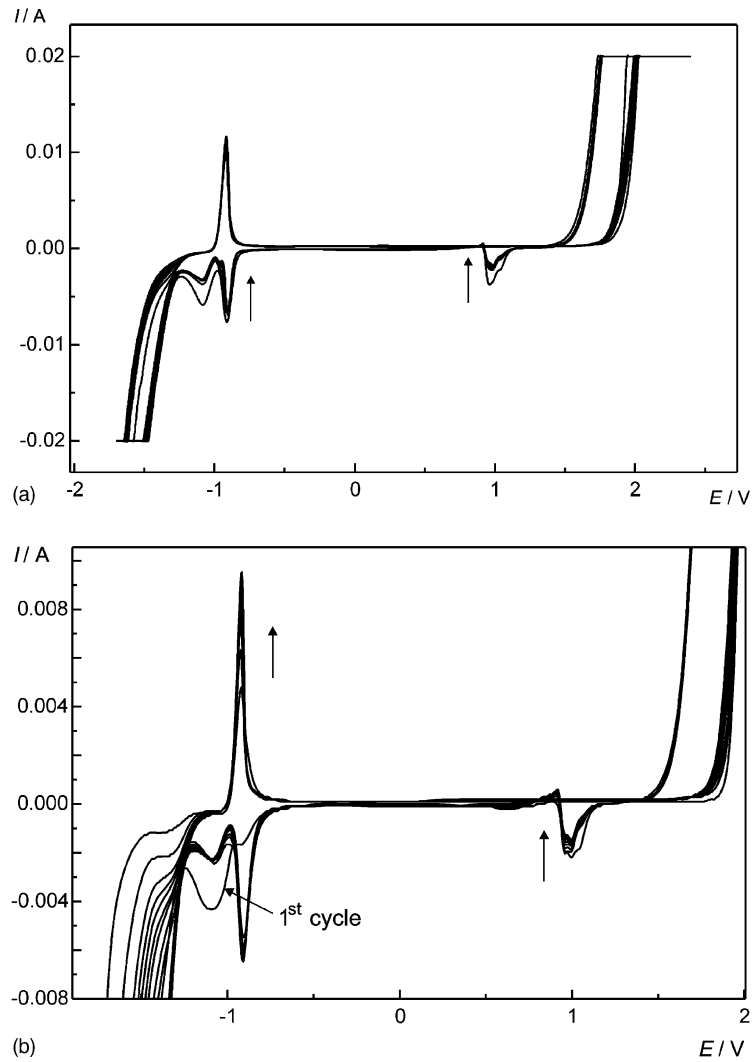 I / A
0.02
0.01
0.00
-0.01
-0.02
-2 -1 0 1 2
(a)
E / V
I / A
0.008
0.004
0.000
-0.004
-0.008
1st cycle
-1 0 1 2
(b)
E / V